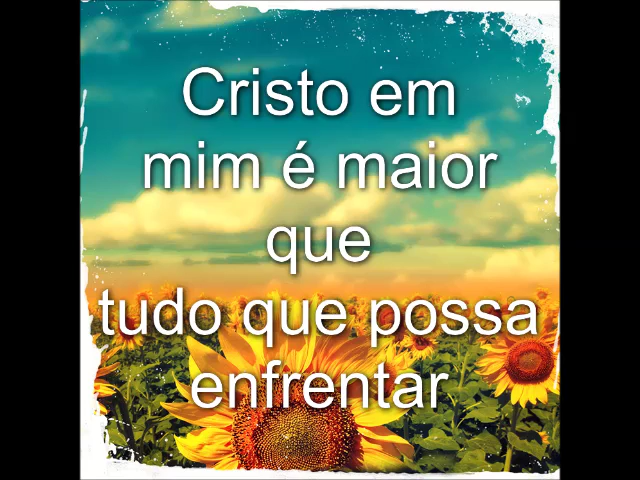 Cristo em
mim é maior
que
tudo que possa
enfrentar